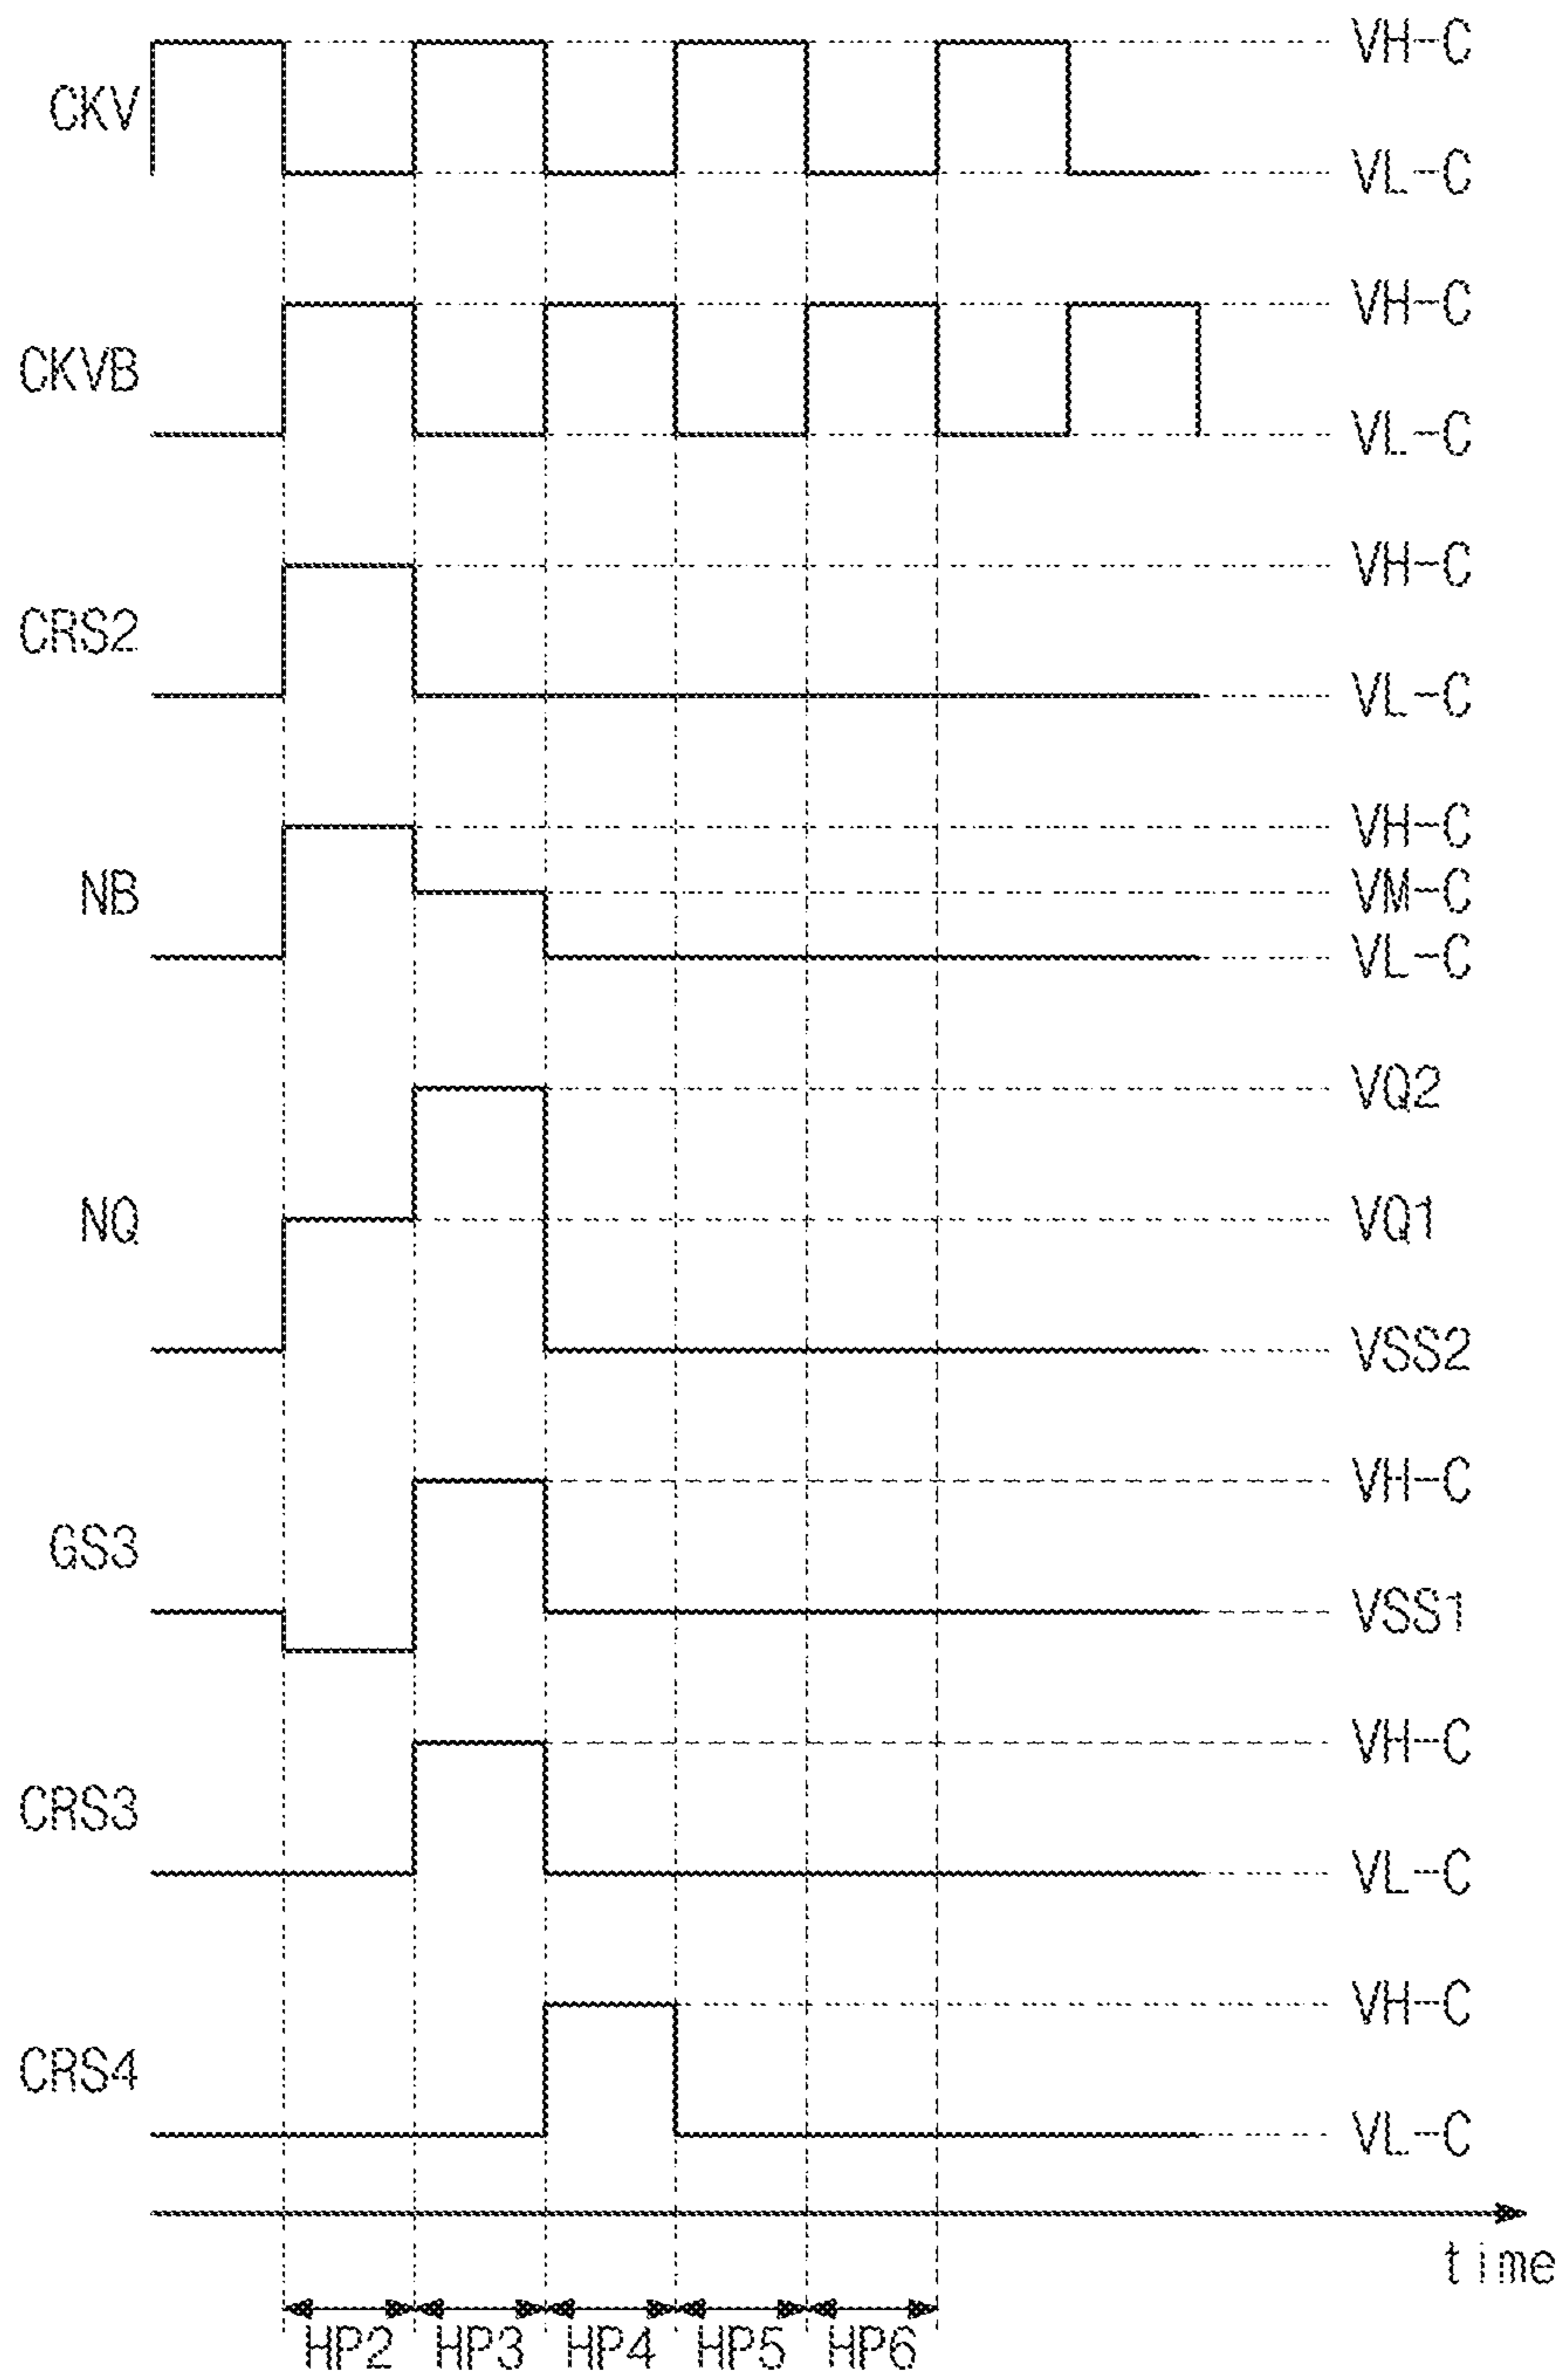 VH-C
CKV
VL-C
VH-C
CKVB
VL-C
VH-C
CRS2
VL-C
VH-C
NB
VM-C
VL-C
VQ2
NQ
VQ1
VSS2
VH-C
GS3
VSS1
VH-C
CRS3
VL-C
VH-C
CRS4
VL-C
time
HP2 HP3 HP4 HP5 HP6